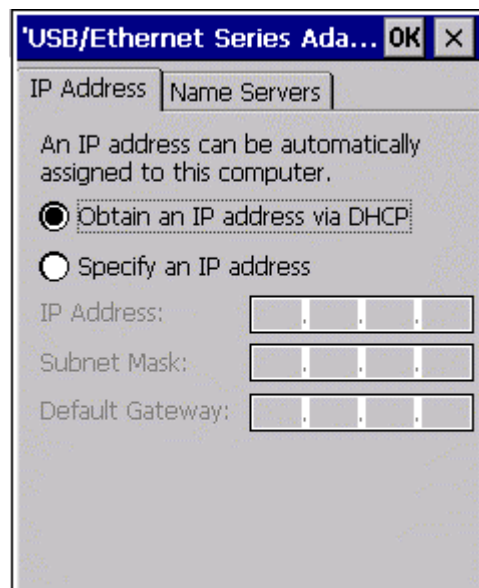 'USB/Ethernet Series Ada... OK ×
IP Address Name Servers
An IP address can be automatically
assigned to this computer.
Obtain an IP address via DHCP
Specify an IP address
IP Address: . . .
Subnet Mask: . . .
Default Gateway: . . .